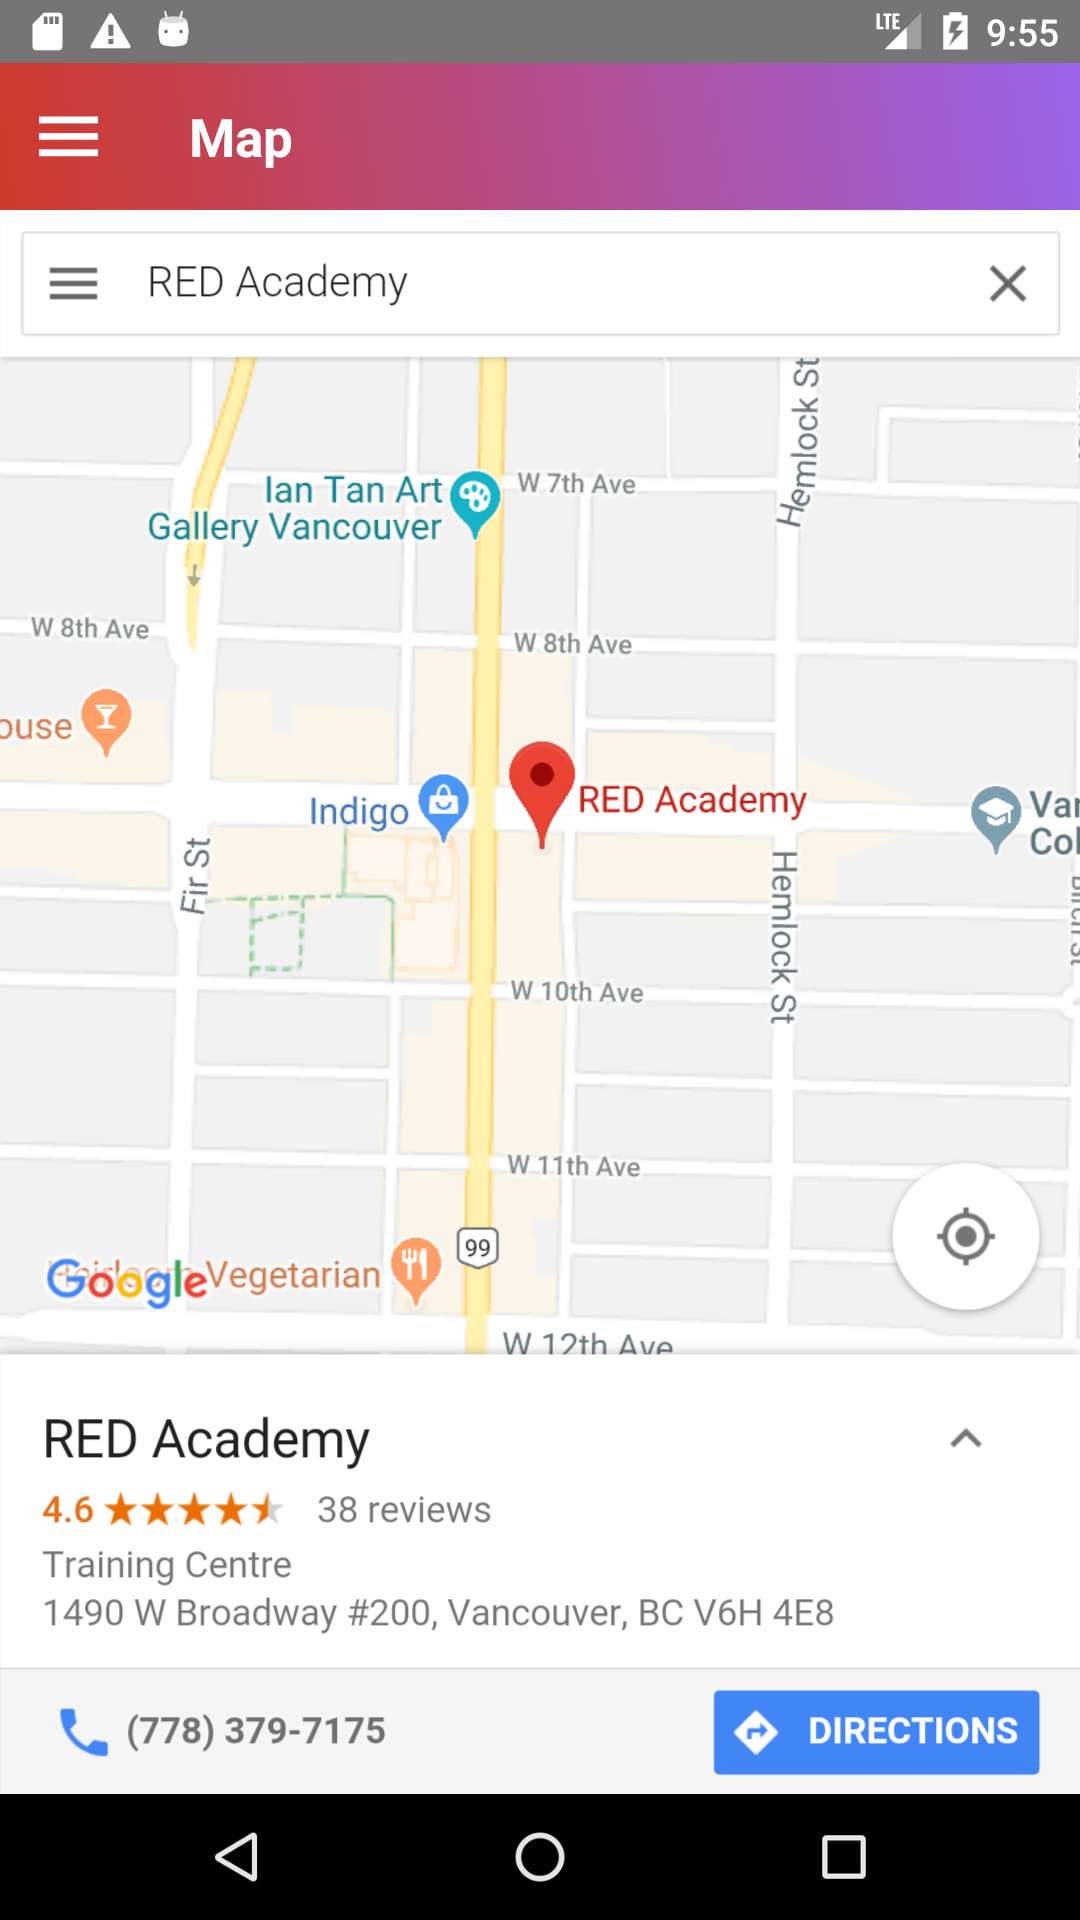 LTE 9:55
Map
RED Academy
Hemlock St
Ian Tan Art
Gallery Vancouver
W 7th Ave
W 8th Ave
W 8th Ave
ouse
RED Academy
Indigo
Van
Col
Fir St
Hemlock St
W 10th Ave
W 11th Ave
99
Heirloom Vegetarian
Google
W 12th Ave
RED Academy
4.6 38 reviews
Training Centre
1490 W Broadway #200, Vancouver, BC V6H 4E8
(778) 379-7175
DIRECTIONS